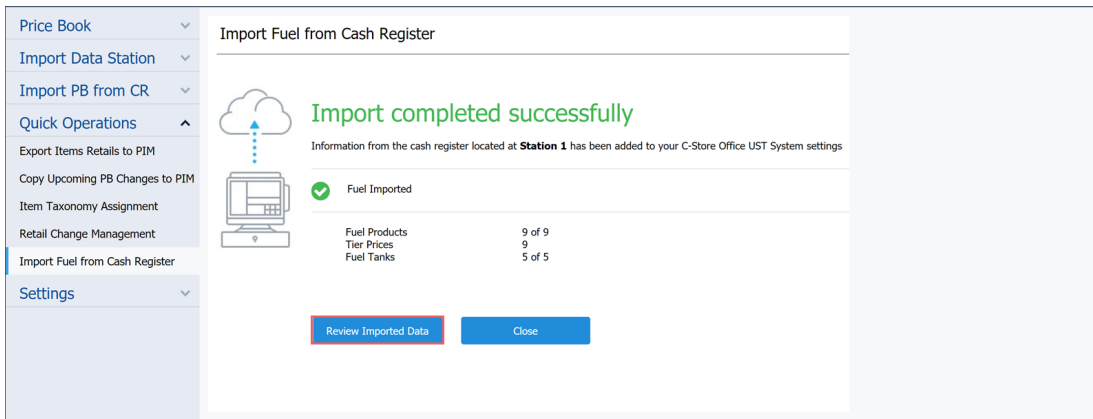 Price Book
Import Data Station
Import PB from CR
Quick Operations
Export Items Retails to PIM
Copy Upcoming PB Changes to PIM
Item Taxonomy Assignment
Retail Change Management
Import Fuel from Cash Register
Settings
Import Fuel from Cash Register
Import completed successfully
Information from the cash register located at Station 1 has been added to your C-Store Office UST System settings
Fuel Imported
Fuel Products 9 of 9
Tier Prices 9
Fuel Tanks 5 of 5
Review Imported Data
Close